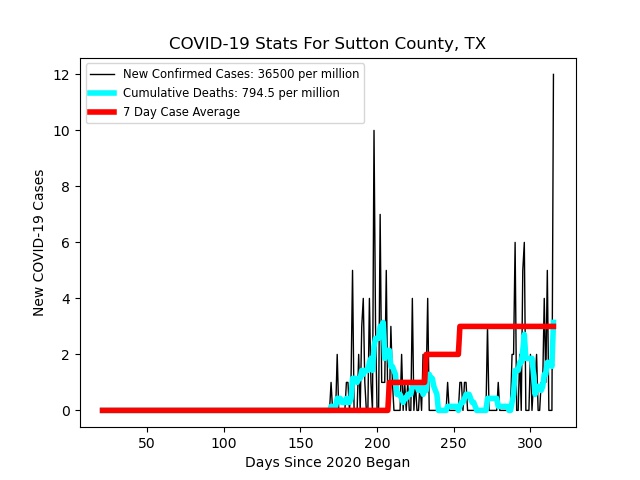 COVID-19 Stats For Sutton County, TX
New Confirmed Cases: 36500 per million
Cumulative Deaths: 794.5 per million
7 Day Case Average
12
10
8
6
4
2
0
New COVID-19 Cases
50
100
150
200
250
300
Days Since 2020 Began